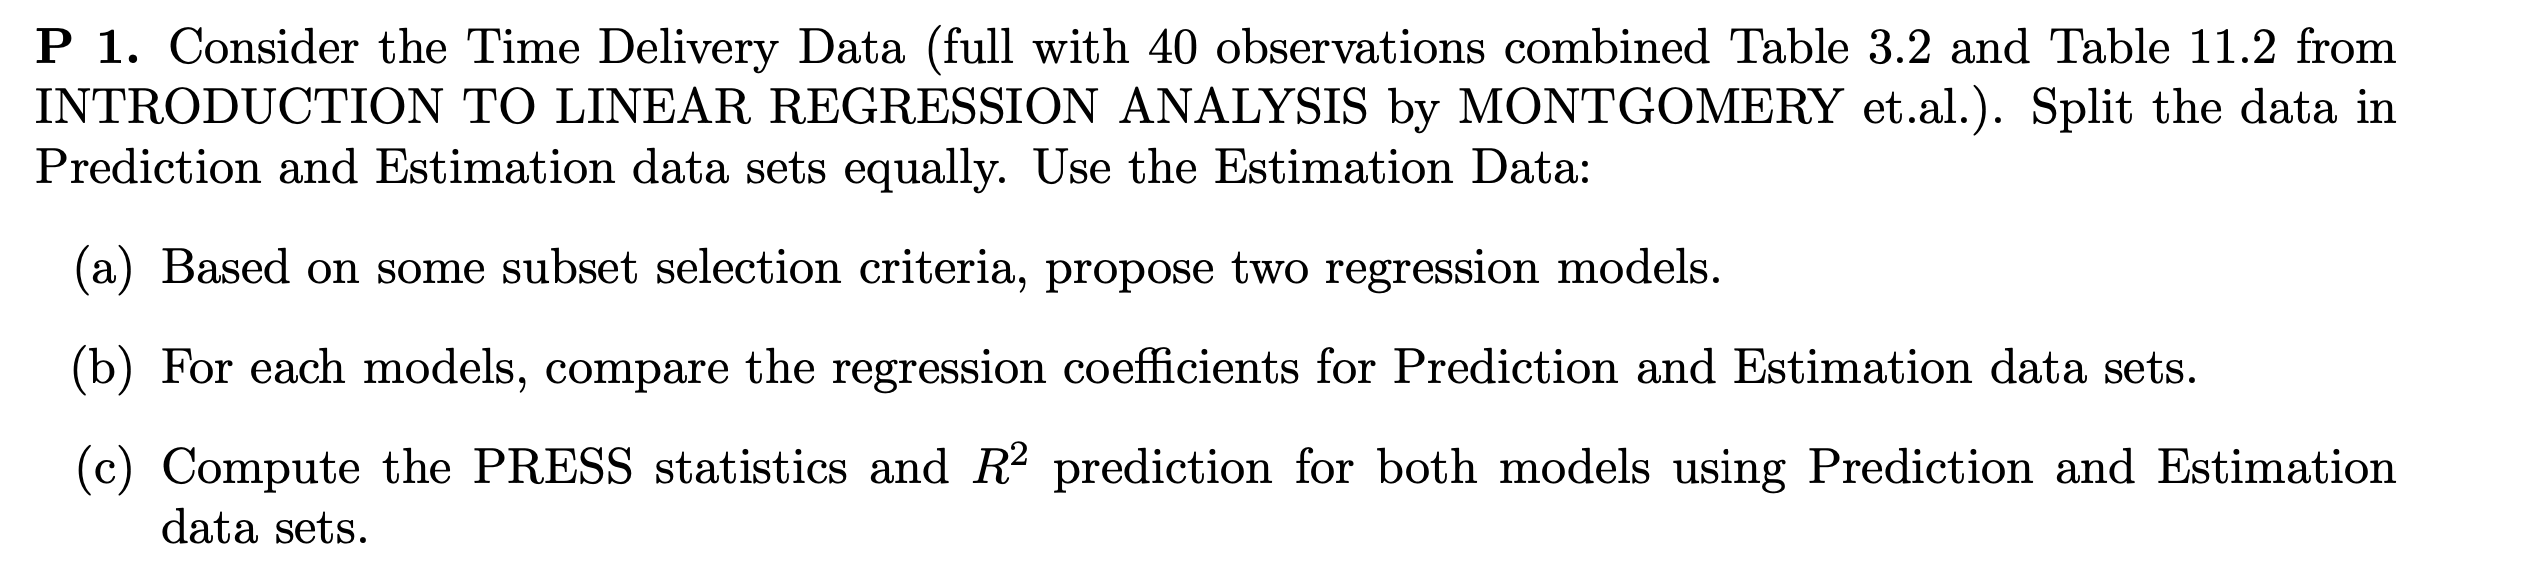 P 1. Consider the Time Delivery Data (full with 40 observations combined Table 3.2 and Table 11.2 from
INTRODUCTION TO LINEAR REGRESSION ANALYSIS by MONTGOMERY et.al.). Split the data in
Prediction and Estimation data sets equally. Use the Estimation Data:
(a) Based on some subset selection criteria, propose two regression models.
(b) For each models, compare the regression coefficients for Prediction and Estimation data sets.
(c) Compute the PRESS statistics and R² prediction for both models using Prediction and Estimation
data sets.